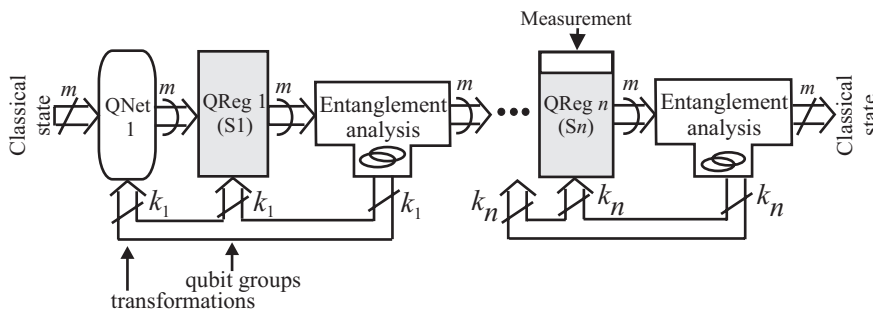 Measurement
Classical
state
m
QNet
1
m
QReg 1
(S1)
m
Entanglement
analysis
m
QReg n
(Sn)
m
Entanglement
analysis
m
Classical
state
k1
k1
k1
kn
kn
kn
qubit groups
transformations